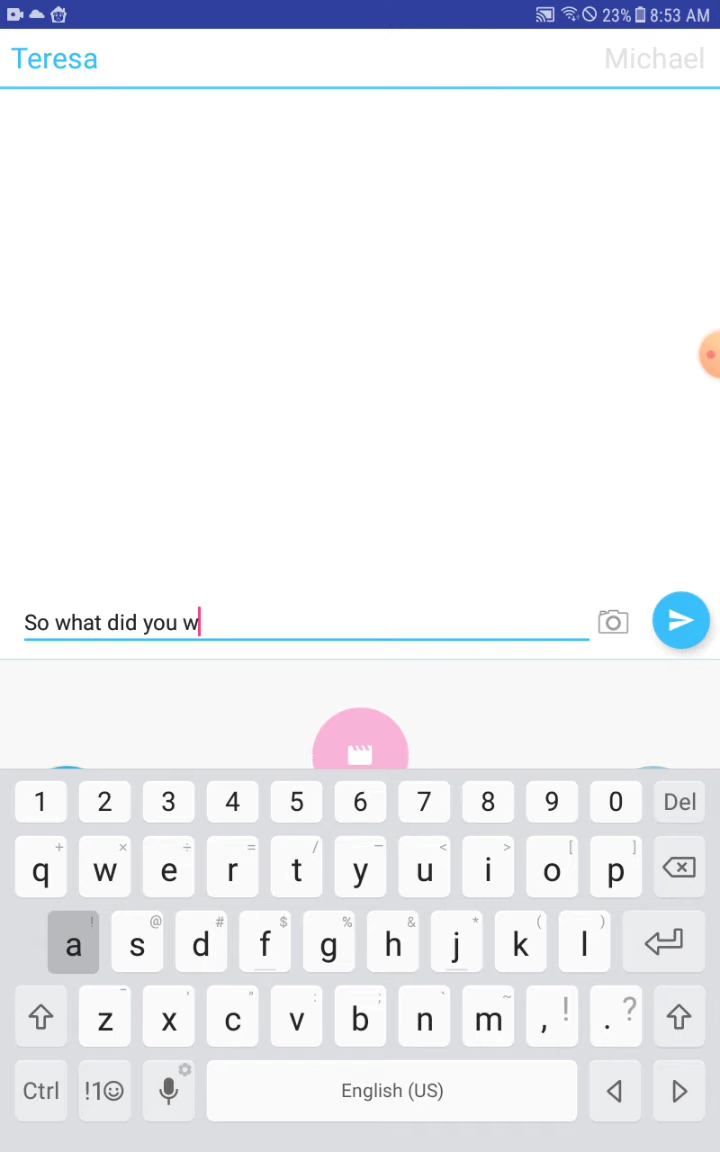 23% 8:53 AM
Teresa Michael
So what did you w
1 2 3 4 5 6 7 8 9 0 Del
q + w × e ÷ r = t / y − u < i > o [ p ]
a ! s @ d # f $ g % h & j * k ( l )
z - x ' c " v : b ; n ` m ~ , ! . ?
Ctrl !1☺ English (US)